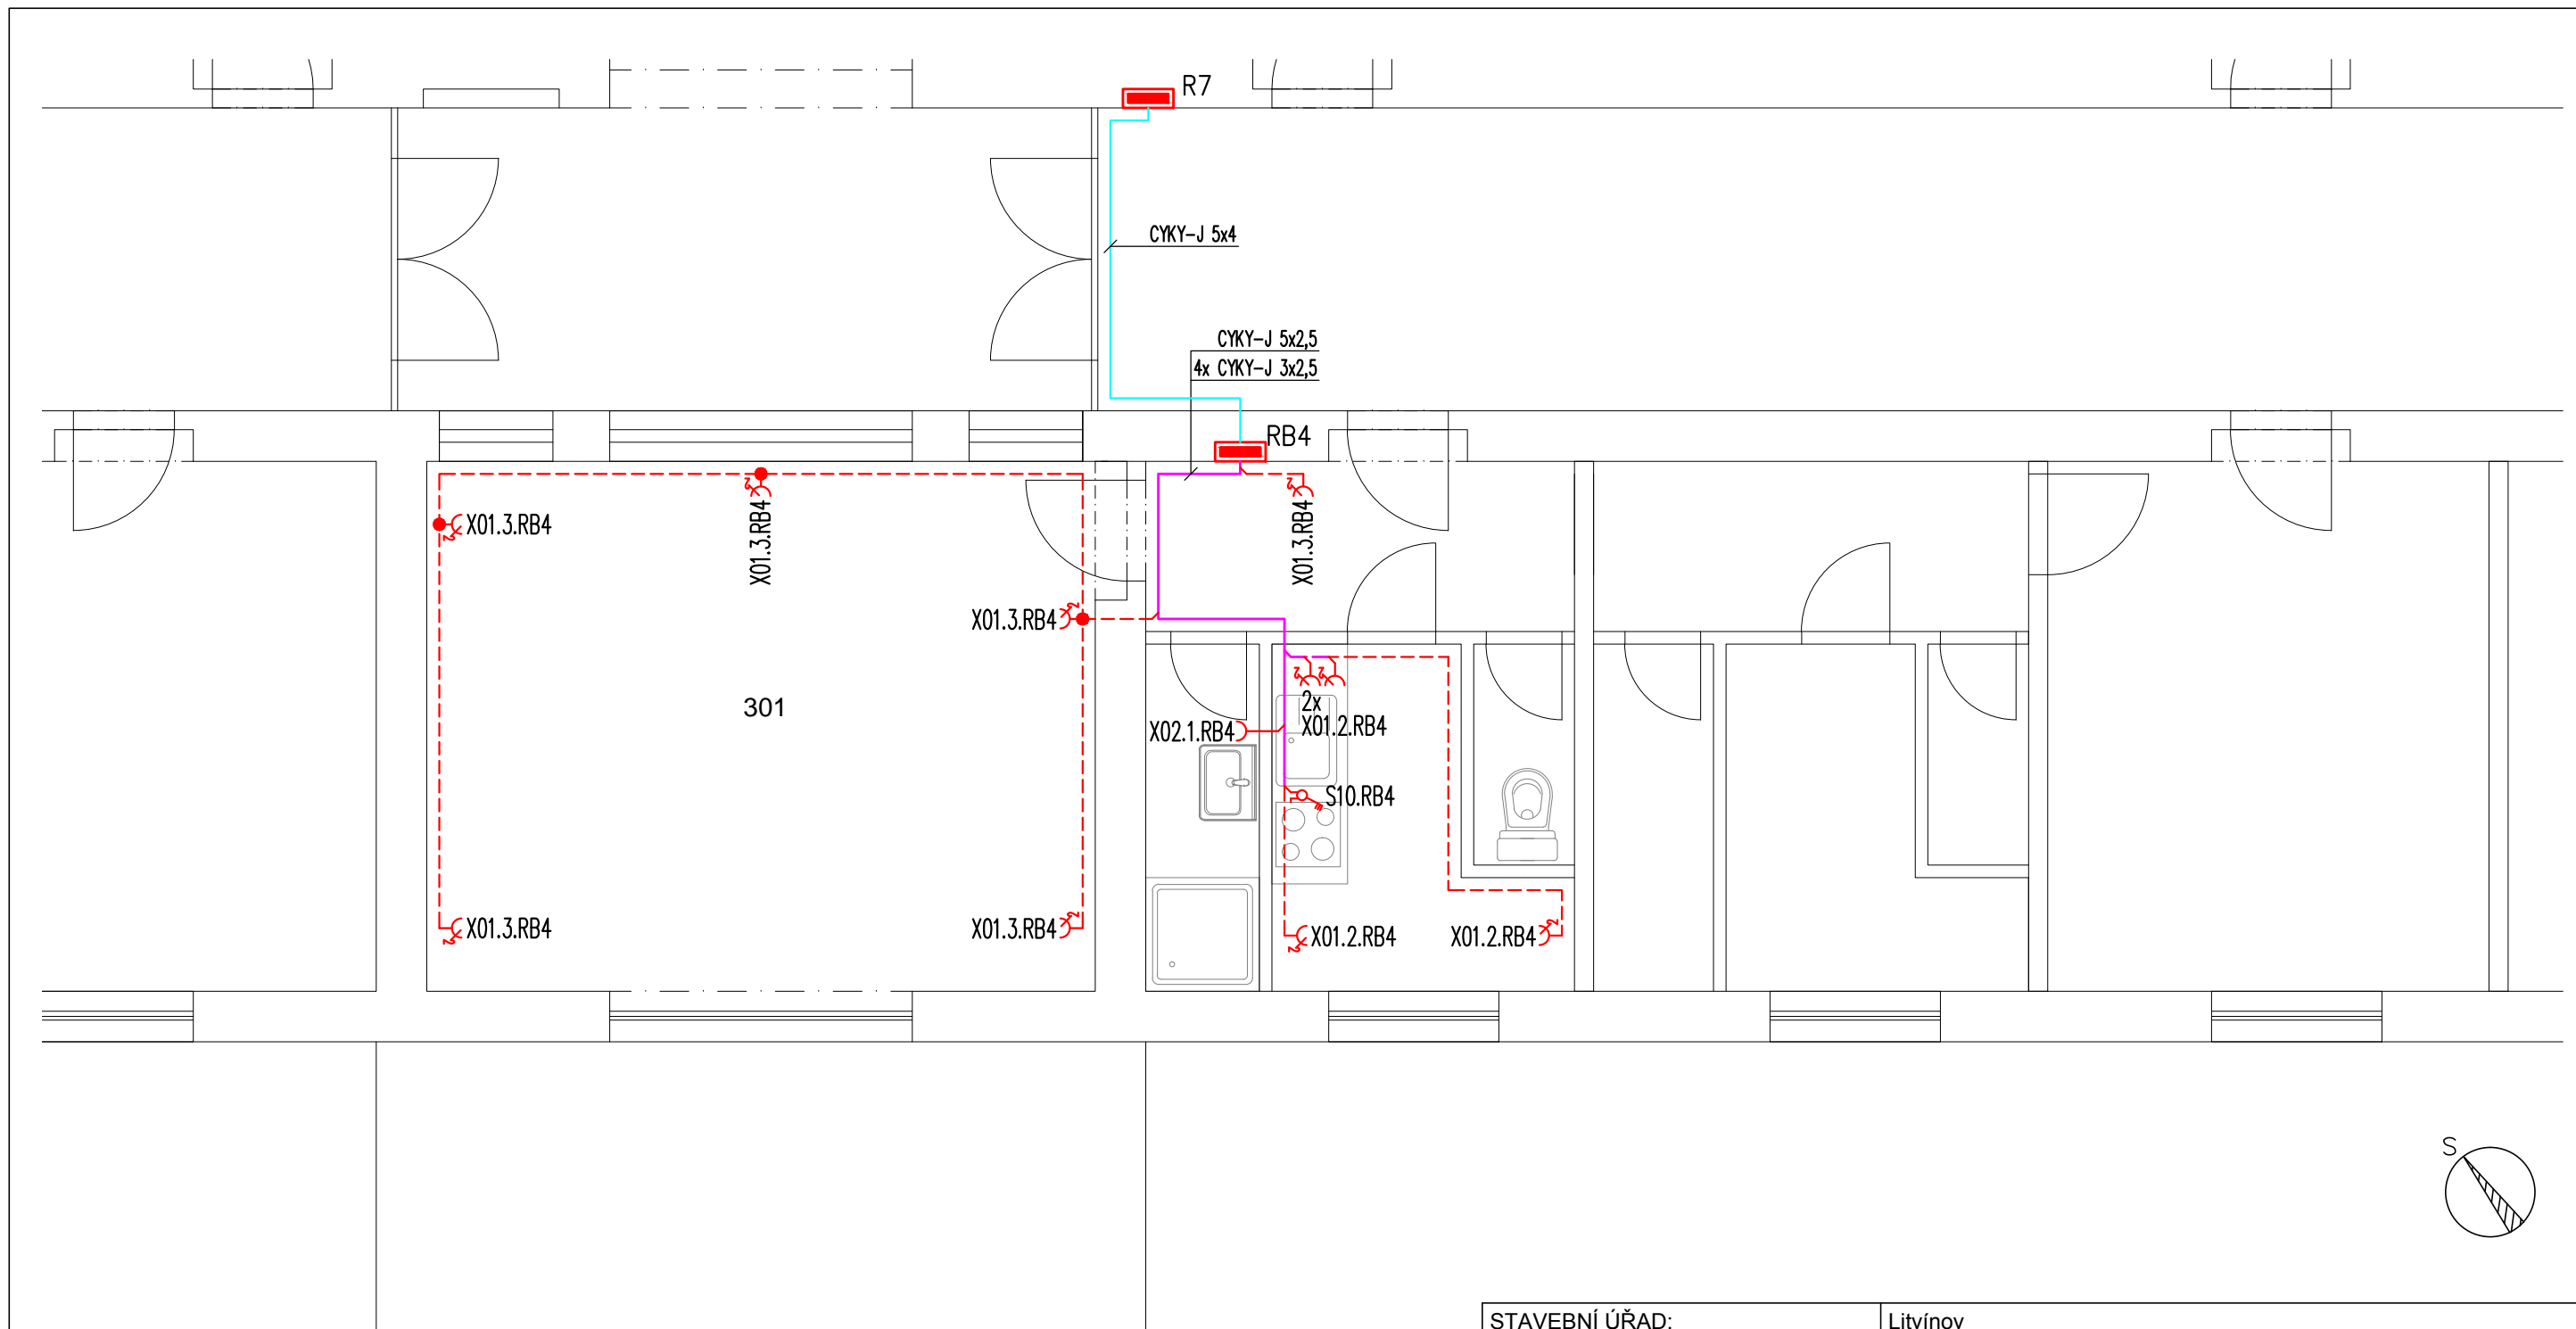 R7
CYKY-J 5x4
CYKY-J 5x2,5
4x CYKY-J 3x2,5
RB4
X01.3.RB4
X01.3.RB4
X01.3.RB4
X01.3.RB4
301
2x
X01.2.RB4
X02.1.RB4
S10.RB4
X01.3.RB4
X01.3.RB4
X01.2.RB4
X01.2.RB4
S
STAVEBNÍ ÚŘAD:
Litvínov